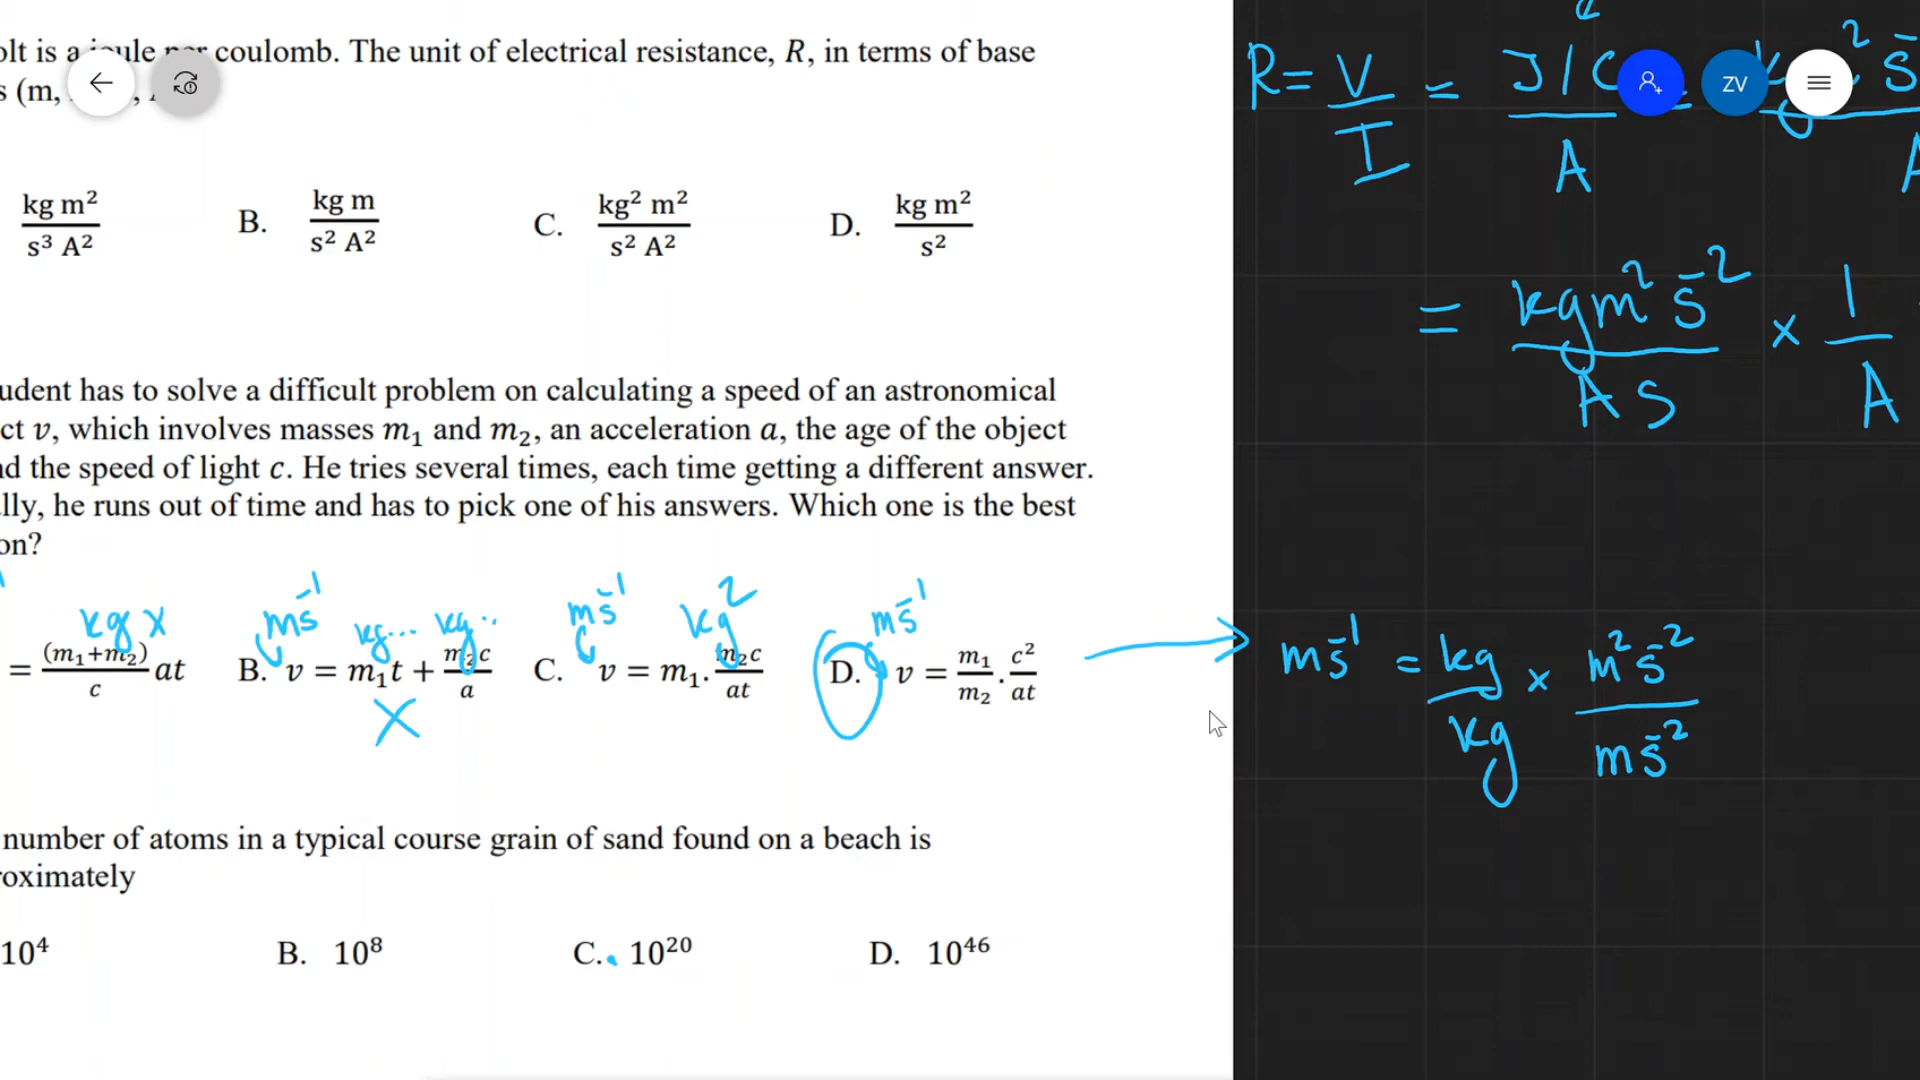 olt is a joule per coulomb. The unit of electrical resistance, R, in terms of base
s (m,
R = V/I = J/C / A =
kg m² / s³ A² B. kg m / s² A² C. kg² m² / s² A² D. kg m² / s²
= kgm² s⁻² / A s × 1 / A
udent has to solve a difficult problem on calculating a speed of an astronomical
ct v, which involves masses m₁ and m₂, an acceleration a, the age of the object
nd the speed of light c. He tries several times, each time getting a different answer.
lly, he runs out of time and has to pick one of his answers. Which one is the best
on?
kg x ms⁻¹ kg... kg.. ms⁻¹ kg² ms⁻¹
= (m₁+m₂)/c at B. v = m₁t + m₂c/a C. v = m₁. m₂c/at D. v = m₁/m₂ . c²/at
X
ms⁻¹ = kg/kg × m² s⁻² / ms⁻²
number of atoms in a typical course grain of sand found on a beach is
roximately
10⁴ B. 10⁸ C. 10²⁰ D. 10⁴⁶
ZV